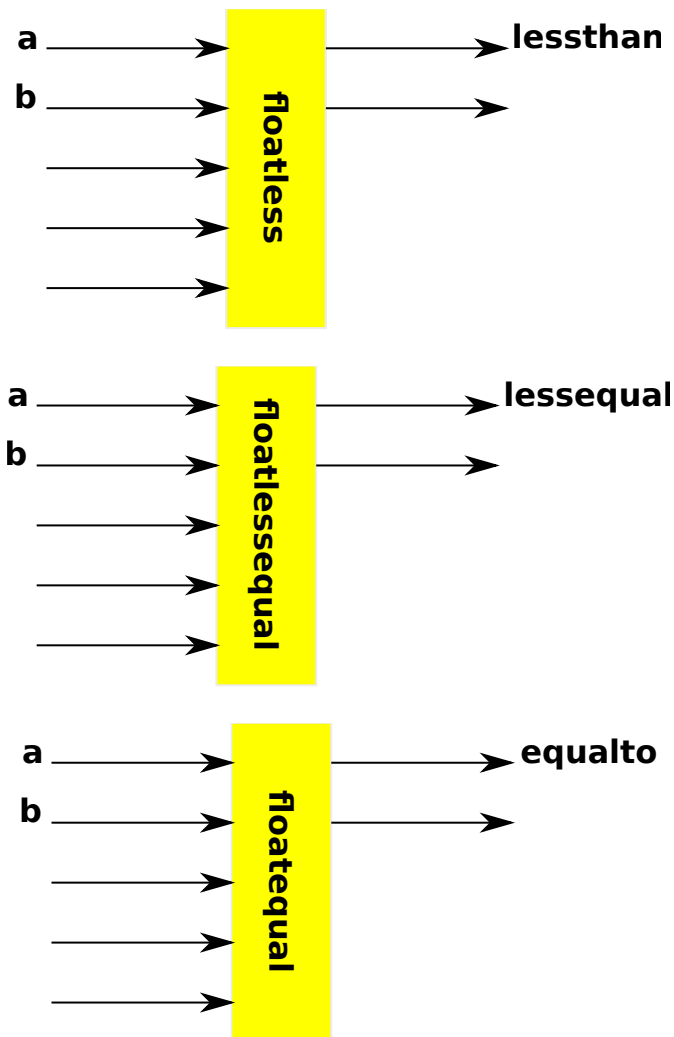 a
lessthan
b
floatless
a
lessequal
b
floatlessequal
a
equalto
b
floatequal